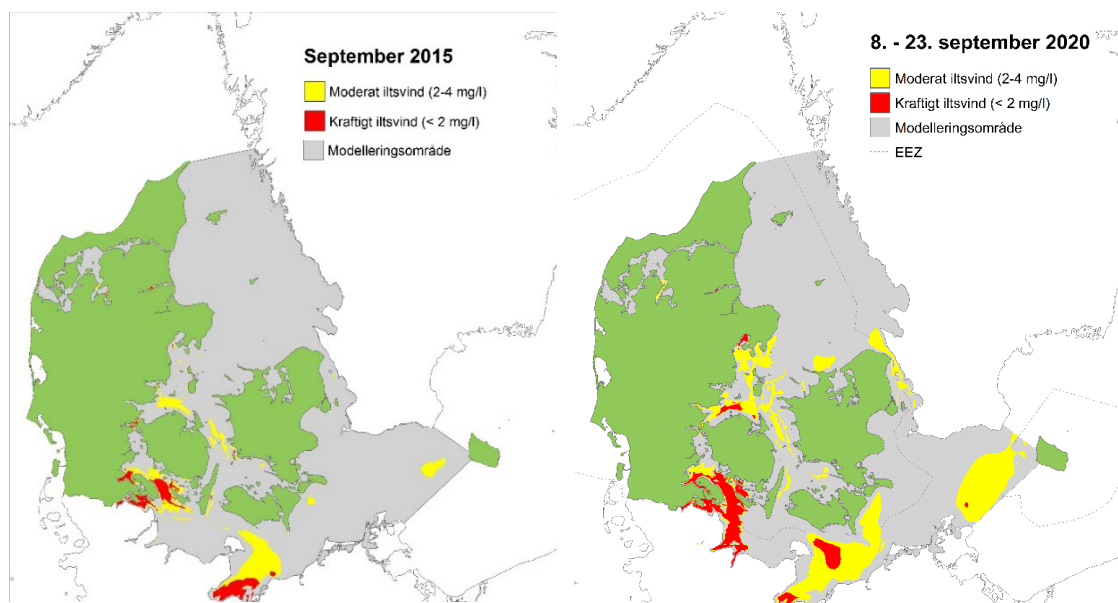 September 2015
Moderat iltsvind (2-4 mg/l)
Kraftigt iltsvind (< 2 mg/l)
Modelleringsområde
8. - 23. september 2020
Moderat iltsvind (2-4 mg/l)
Kraftigt iltsvind (< 2 mg/l)
Modelleringsområde
EEZ